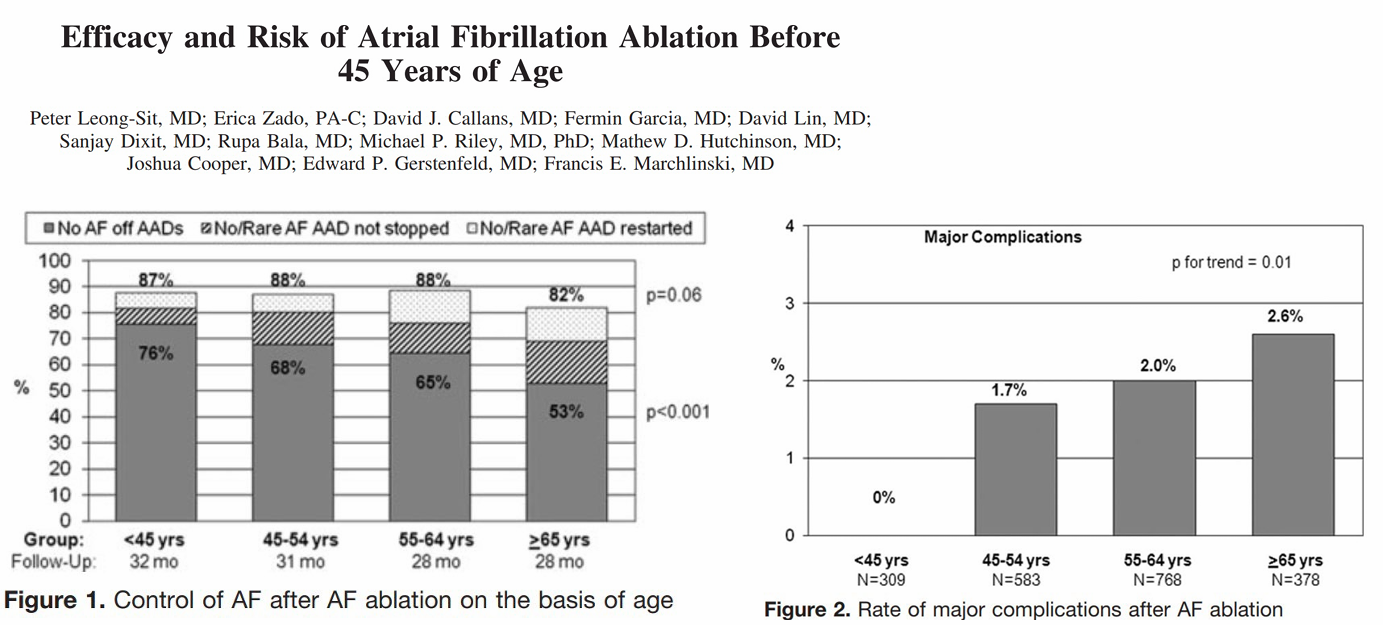 Efficacy and Risk of Atrial Fibrillation Ablation Before
45 Years of Age
Peter Leong-Sit, MD; Erica Zado, PA-C; David J. Callans, MD; Fermin Garcia, MD; David Lin, MD;
Sanjay Dixit, MD; Rupa Bala, MD; Michael P. Riley, MD, PhD; Mathew D. Hutchinson, MD;
Joshua Cooper, MD; Edward P. Gerstenfeld, MD; Francis E. Marchlinski, MD
No AF off AADs No/Rare AF AAD not stopped No/Rare AF AAD restarted
100
90
80
70
60
50
40
30
20
10
0
%
87% 88% 88% 82%
76% 68% 65% 53%
p=0.06
p<0.001
Group: <45 yrs 45-54 yrs 55-64 yrs ≥65 yrs
Follow-Up: 32 mo 31 mo 28 mo 28 mo
Figure 1. Control of AF after AF ablation on the basis of age
Major Complications
p for trend = 0.01
4
3
2
1
0
%
0% 1.7% 2.0% 2.6%
<45 yrs 45-54 yrs 55-64 yrs ≥65 yrs
N=309 N=583 N=768 N=378
Figure 2. Rate of major complications after AF ablation